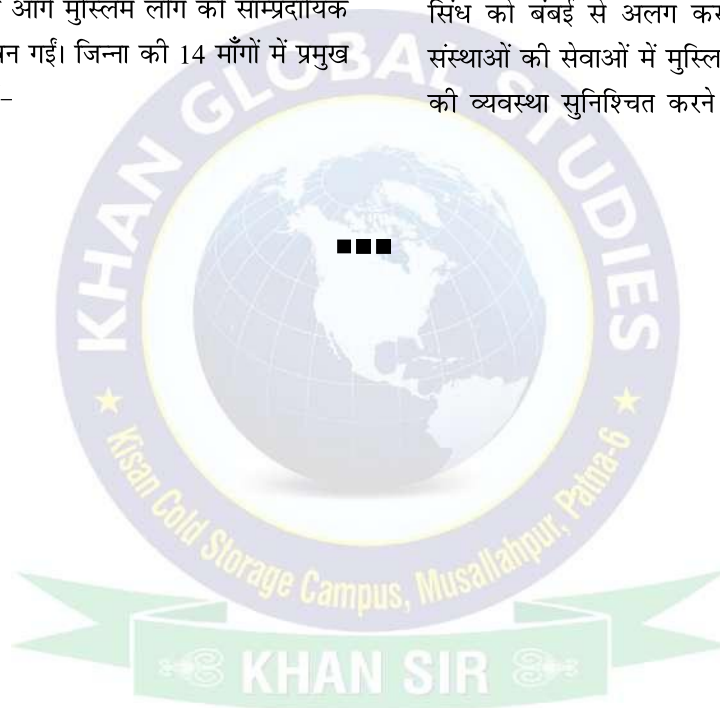 आगे मुस्लिम लीग की साम्प्रदायिक
बन गईं। जिन्ना की 14 माँगों में प्रमुख
–
सिंध को बंबई से अलग कर
संस्थाओं की सेवाओं में मुस्लि
की व्यवस्था सुनिश्चित करने
KHAN GLOBAL STUDIES
Kisan Cold Storage Campus, Musallahpur, Patna-6
KHAN SIR